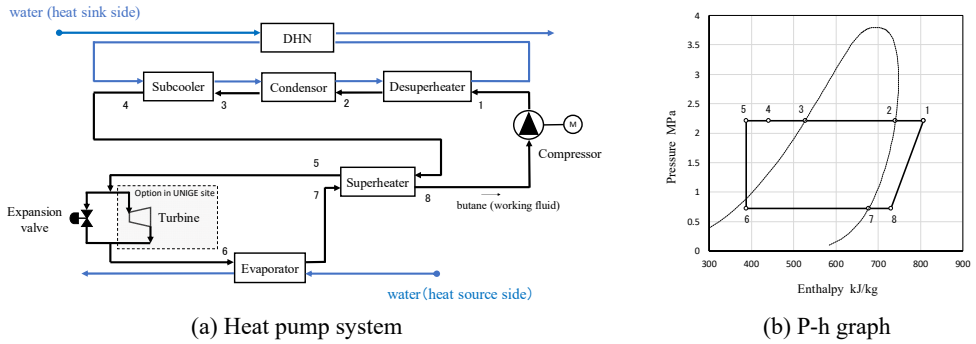 water (heat sink side)
DHN
Subcooler
Condensor
Desuperheater
4
3
2
1
M
Compressor
5
Superheater
7
8
butane (working fluid)
Option in UNIGE site
Expansion
valve
Turbine
6
Evaporator
water(heat source side)
(a) Heat pump system
Pressure MPa
4
3.5
3
2.5
2
1.5
1
0.5
0
5
4
3
2
1
6
7
8
300
400
500
600
700
800
900
Enthalpy kJ/kg
(b) P-h graph